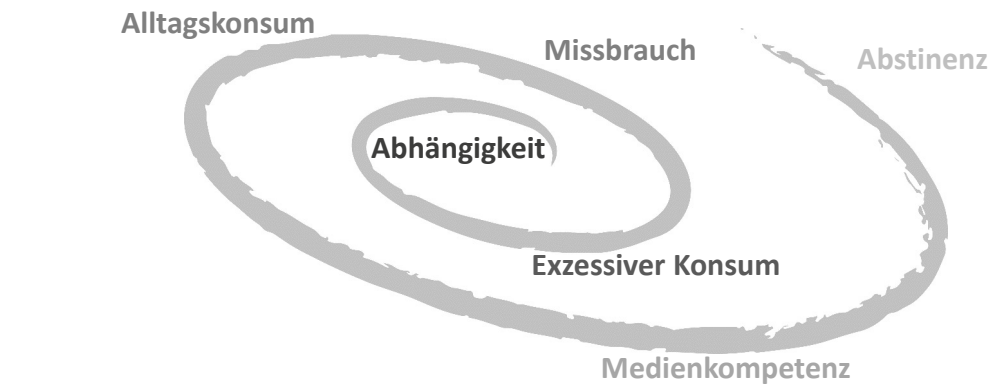 Alltagskonsum
Missbrauch
Abstinenz
Abhängigkeit
Exzessiver Konsum
Medienkompetenz